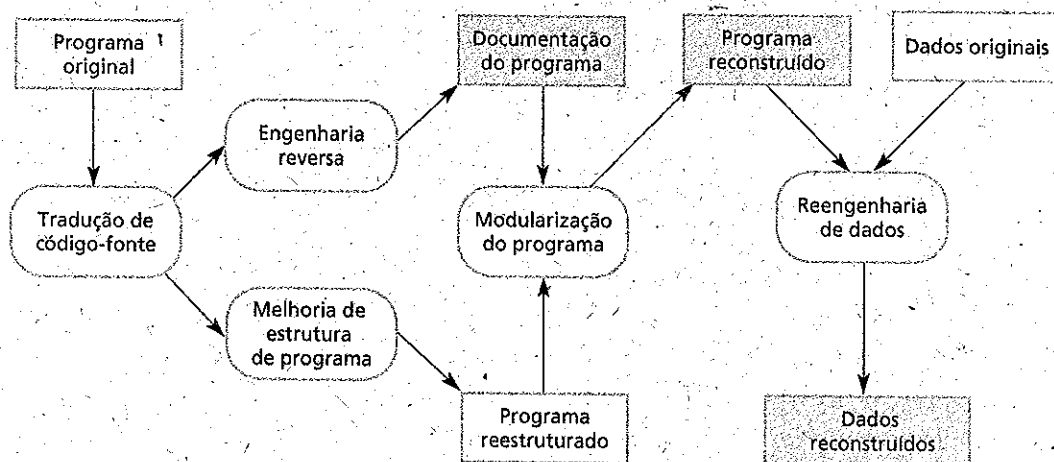 Programa
original
Documentação
do programa
Programa
reconstruído
Dados originais
Engenharia
reversa
Tradução de
código-fonte
Modularização
do programa
Reengenharia
de dados
Melhoria de
estrutura
de programa
Programa
reestruturado
Dados
reconstruídos